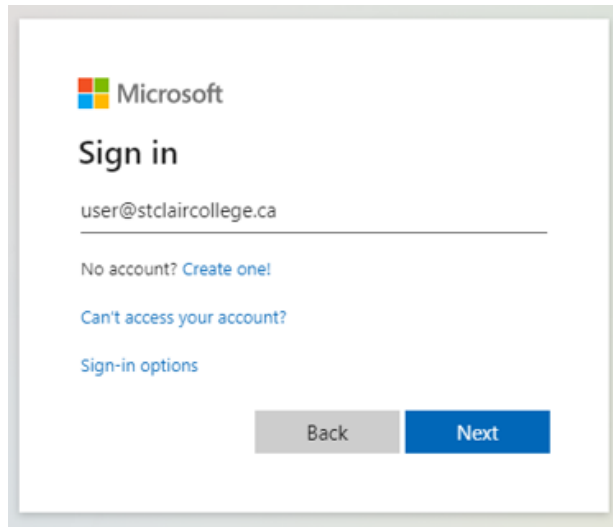 Microsoft
Sign in
user@stclaircollege.ca
No account? Create one!
Can't access your account?
Sign-in options
Back Next